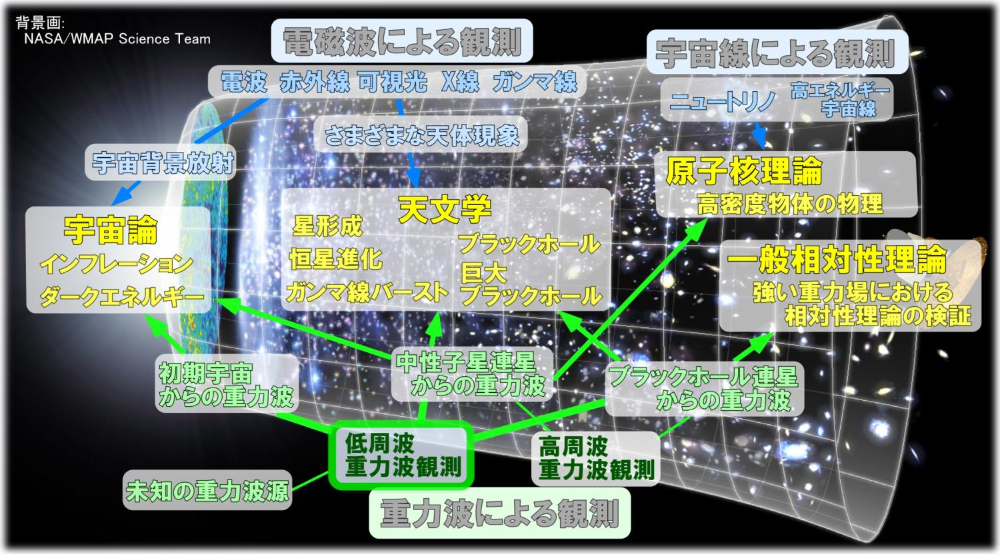 背景画:
NASA/WMAP Science Team
電磁波による観測
電波 赤外線 可視光 X線 ガンマ線
さまざまな天体現象
宇宙背景放射
宇宙線による観測
ニュートリノ
高エネルギー
宇宙線
宇宙論
インフレーション
ダークエネルギー
天文学
星形成
恒星進化
ガンマ線バースト
ブラックホール
巨大
ブラックホール
原子核理論
高密度物体の物理
一般相対性理論
強い重力場における
相対性理論の検証
初期宇宙
からの重力波
中性子星連星
からの重力波
ブラックホール連星
からの重力波
低周波
重力波観測
高周波
重力波観測
未知の重力波源
重力波による観測